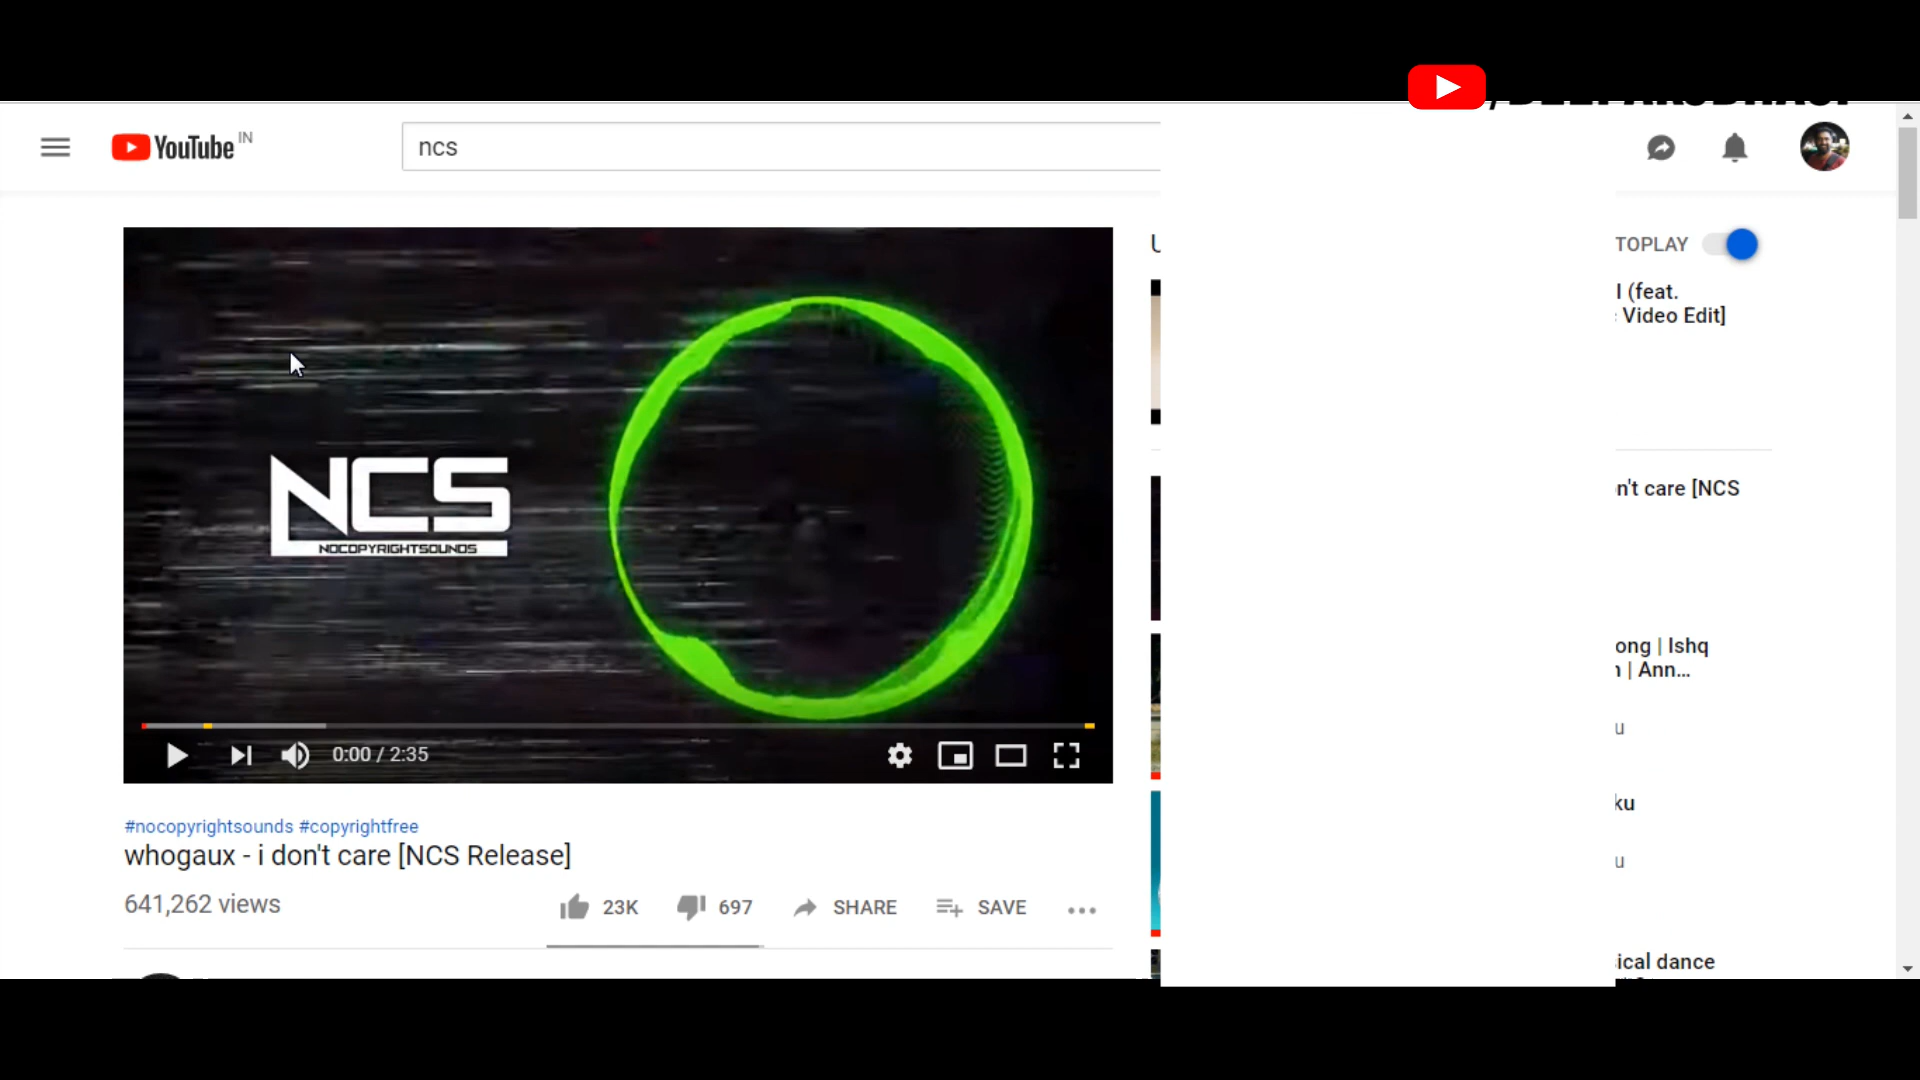 YouTube IN
ncs
TOPLAY
l (feat.
Video Edit]
n't care [NCS
ong | Ishq
| Ann...
u
ku
u
ical dance
NCS
NOCOPYRIGHTSOUNDS
0:00 / 2:35
#nocopyrightsounds #copyrightfree
whogaux - i don't care [NCS Release]
641,262 views
23K
697
SHARE
SAVE